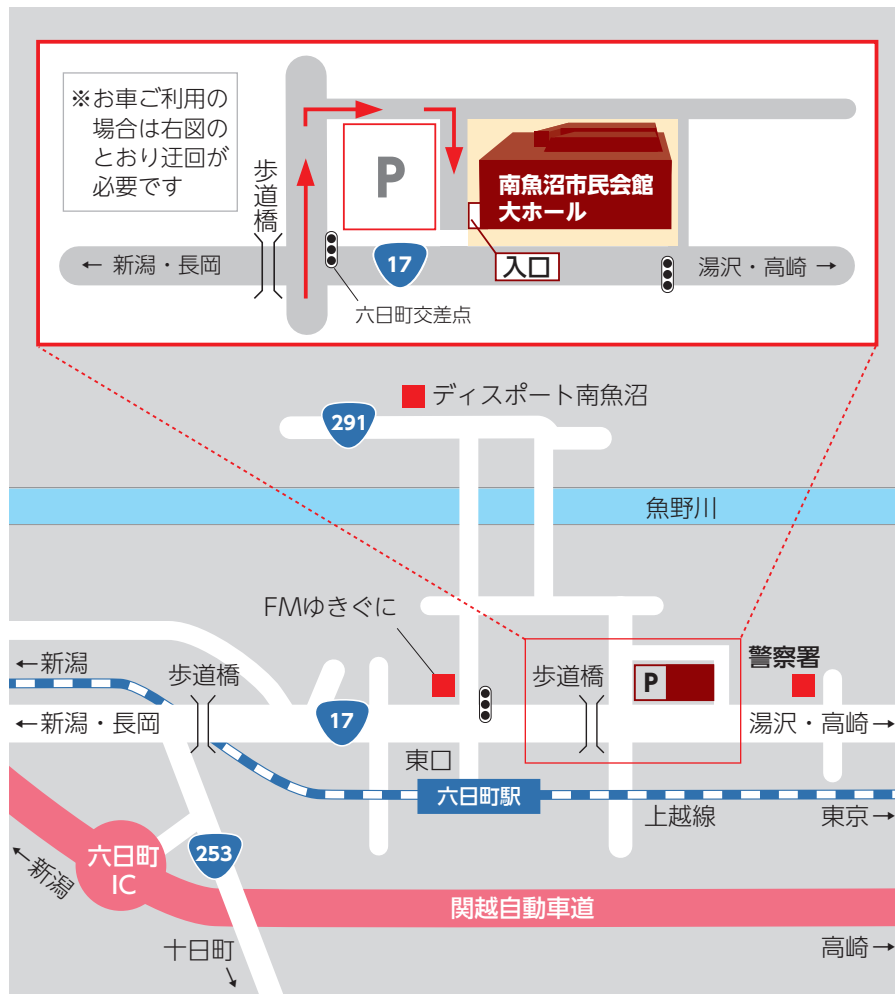 ※お車ご利用の
場合は右図の
とおり迂回が
必要です
歩道橋
P
南魚沼市民会館
大ホール
← 新潟・長岡
17
入口
湯沢・高崎 →
六日町交差点
ディスポート南魚沼
291
魚野川
FMゆきぐに
←新潟
歩道橋
歩道橋
P
警察署
←新潟・長岡
17
湯沢・高崎→
東口
六日町駅
上越線
東京→
六日町
IC
253
←新潟
関越自動車道
十日町
→
高崎→